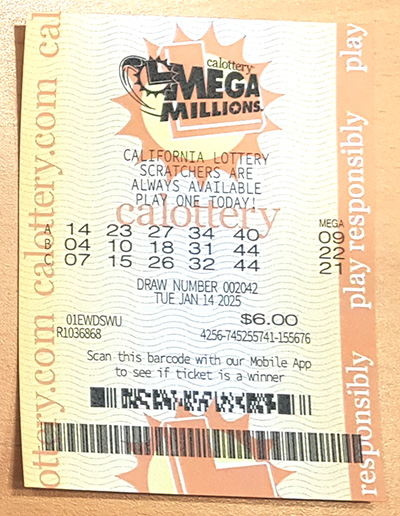 calottery
MEGA
MILLIONS
CALIFORNIA LOTTERY
SCRATCHERS ARE
ALWAYS AVAILABLE
PLAY ONE TODAY!
calottery
MEGA
A 14 23 27 34 40 09
B 04 10 18 31 44 22
C 07 15 26 32 44 21
DRAW NUMBER 002042
TUE JAN 14 2025
01EWDSWU $6.00
R1036868 4256-745255741-155676
Scan this barcode with our Mobile App
to see if ticket is a winner
ottery.com calottery.com cal
responsibly play responsibly play